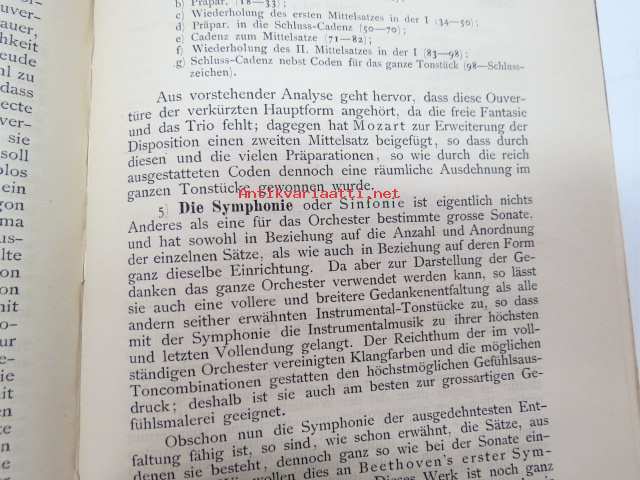 Präpar. (18—33);
c) Wiederholung des ersten Mittelsatzes in der I (34—50);
d) Präpar. in die Schluss-Cadenz (50—70);
e) Cadenz zum Mittelsatze (71—82);
f) Wiederholung des II. Mittelsatzes in der I (83—98);
g) Schluss-Cadenz nebst Coden für das ganze Tonstück (98—Schluss-
zeichen).
Aus vorstehender Analyse geht hervor, dass diese Ouver-
türe der verkürzten Hauptform angehört, da die freie Fantasie
und das Trio fehlt; dagegen hat Mozart zur Erweiterung der
Disposition einen zweiten Mittelsatz beigefügt, so dass durch
diesen und die vielen Präparationen, so wie durch die reich
ausgestatteten Coden dennoch eine räumliche Ausdehnung im
ganzen Tonstücke gewonnen wurde.
Antikvariaatti.net
5) Die Symphonie oder Sinfonie ist eigentlich nichts
Anderes als eine für das Orchester bestimmte grosse Sonate,
und hat sowohl in Beziehung auf die Anzahl und Anordnung
der einzelnen Sätze, als wie auch in Beziehung auf deren Form
ganz dieselbe Einrichtung. Da aber zur Darstellung der Ge-
danken das ganze Orchester verwendet werden kann, so lässt
sie auch eine vollere und breitere Gedankenentfaltung als alle
andern seither erwähnten Instrumental-Tonstücke zu, so dass
mit der Symphonie die Instrumentalmusik zu ihrer höchsten
und letzten Vollendung gelangt. Der Reichthum der im voll-
ständigen Orchester vereinigten Klangfarben und die möglichen
Toncombinationen gestatten den höchstmöglichen Gefühlsaus-
druck; deshalb ist sie auch am besten zur grossartigen Ge-
fühlsmalerei geeignet.
Obschon nun die Symphonie der ausgedehntesten Ent-
faltung fähig ist, so sind, wie schon erwähnt, die Sätze, aus
denen sie besteht, dennoch ganz so wie bei der Sonate ein-
wollen dies an Beethoven's erster Sym-
Dieses Werk ist noch ganz